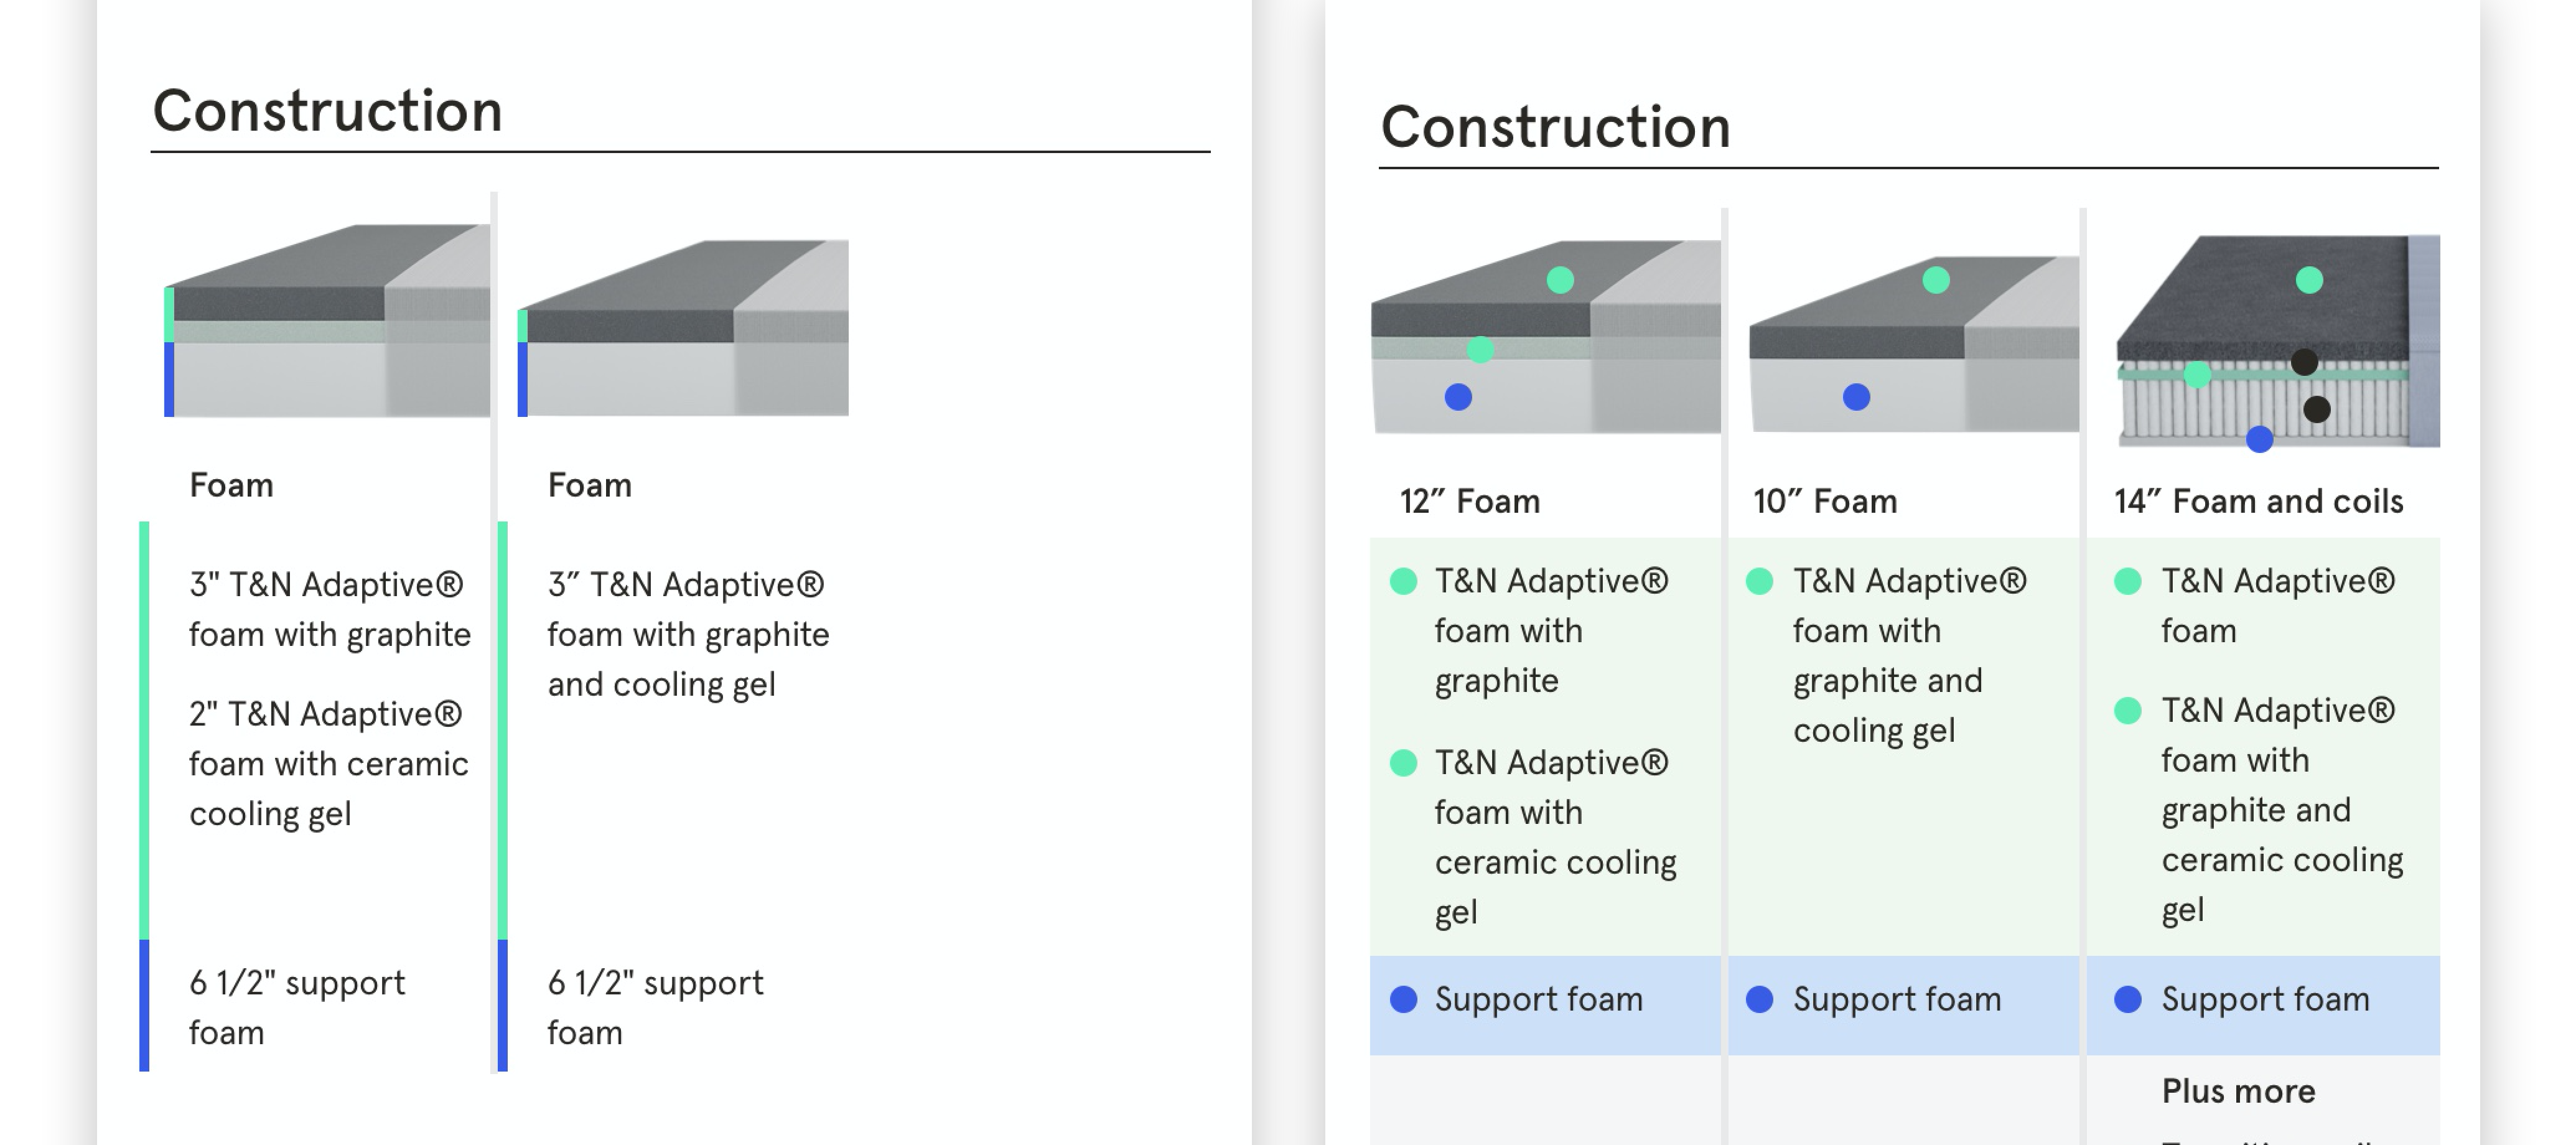 Construction
Foam
3" T&N Adaptive®
foam with graphite
2" T&N Adaptive®
foam with ceramic
cooling gel
6 1/2" support
foam
Foam
3” T&N Adaptive®
foam with graphite
and cooling gel
6 1/2" support
foam
Construction
12” Foam
T&N Adaptive®
foam with
graphite
T&N Adaptive®
foam with
ceramic cooling
gel
Support foam
10” Foam
T&N Adaptive®
foam with
graphite and
cooling gel
Support foam
14” Foam and coils
T&N Adaptive®
foam
T&N Adaptive®
foam with
graphite and
ceramic cooling
gel
Support foam
Plus more